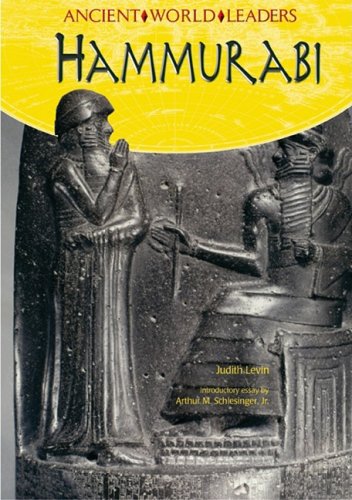 ANCIENT♦WORLD♦LEADERS
HAMMURABI
Judith Levin
introductory essay by
Arthur M. Schlesinger, Jr.